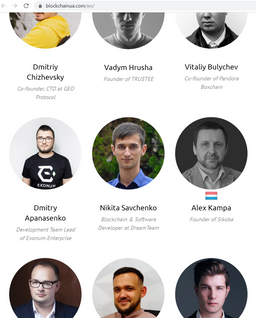 blockchainua.com/en/
Dmitriy
Chizhevsky
Co-founder, CTO at GEO
Protocol
Vadym Hrusha
Founder of TRUSTEE
Vitaliy Bulychev
Co-founder of Pandora
Boxchain
EXONUM
Dmitry
Apanasenko
Development Team Lead
of Exonum Enterprise
Nikita Savchenko
Blockchain & Software
Developer at DreamTeam
Alex Kampa
Founder of Sikoba